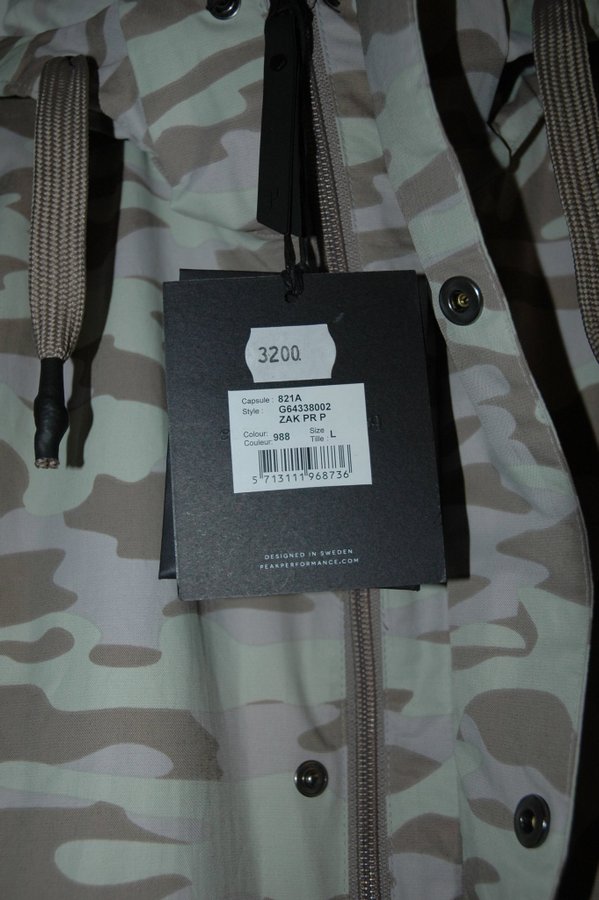 3200
Capsule : 821A
Style : G64338002
ZAK PR P
Colour: 988 Size L
Couleur: Tille :
5 713111 968736
DESIGNED IN SWEDEN
PEAKPERFORMANCE.COM